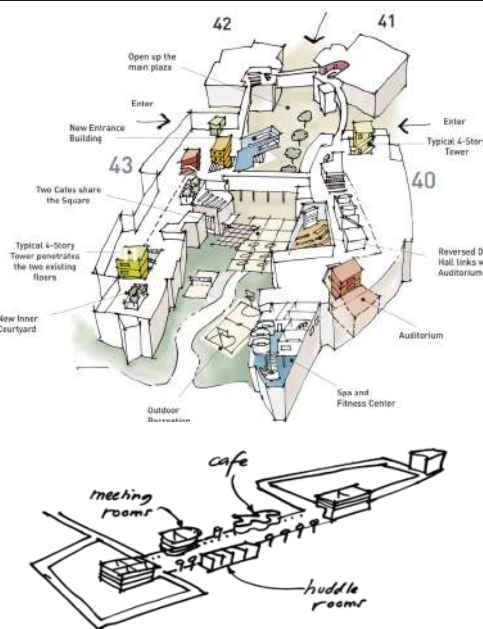 42
41
Open up the
main plaza
Enter
Enter
New Entrance
Building
Typical 4-Story
Tower
43
40
Two Cafes share
the Square
Typical 4-Story
Tower penetrates
the two existing
floors
Reversed D
Hall links w
Auditorium
New Inner
Courtyard
Auditorium
Spa and
Fitness Center
Outdoor
Recreation
cafe
meeting
rooms
huddle
rooms